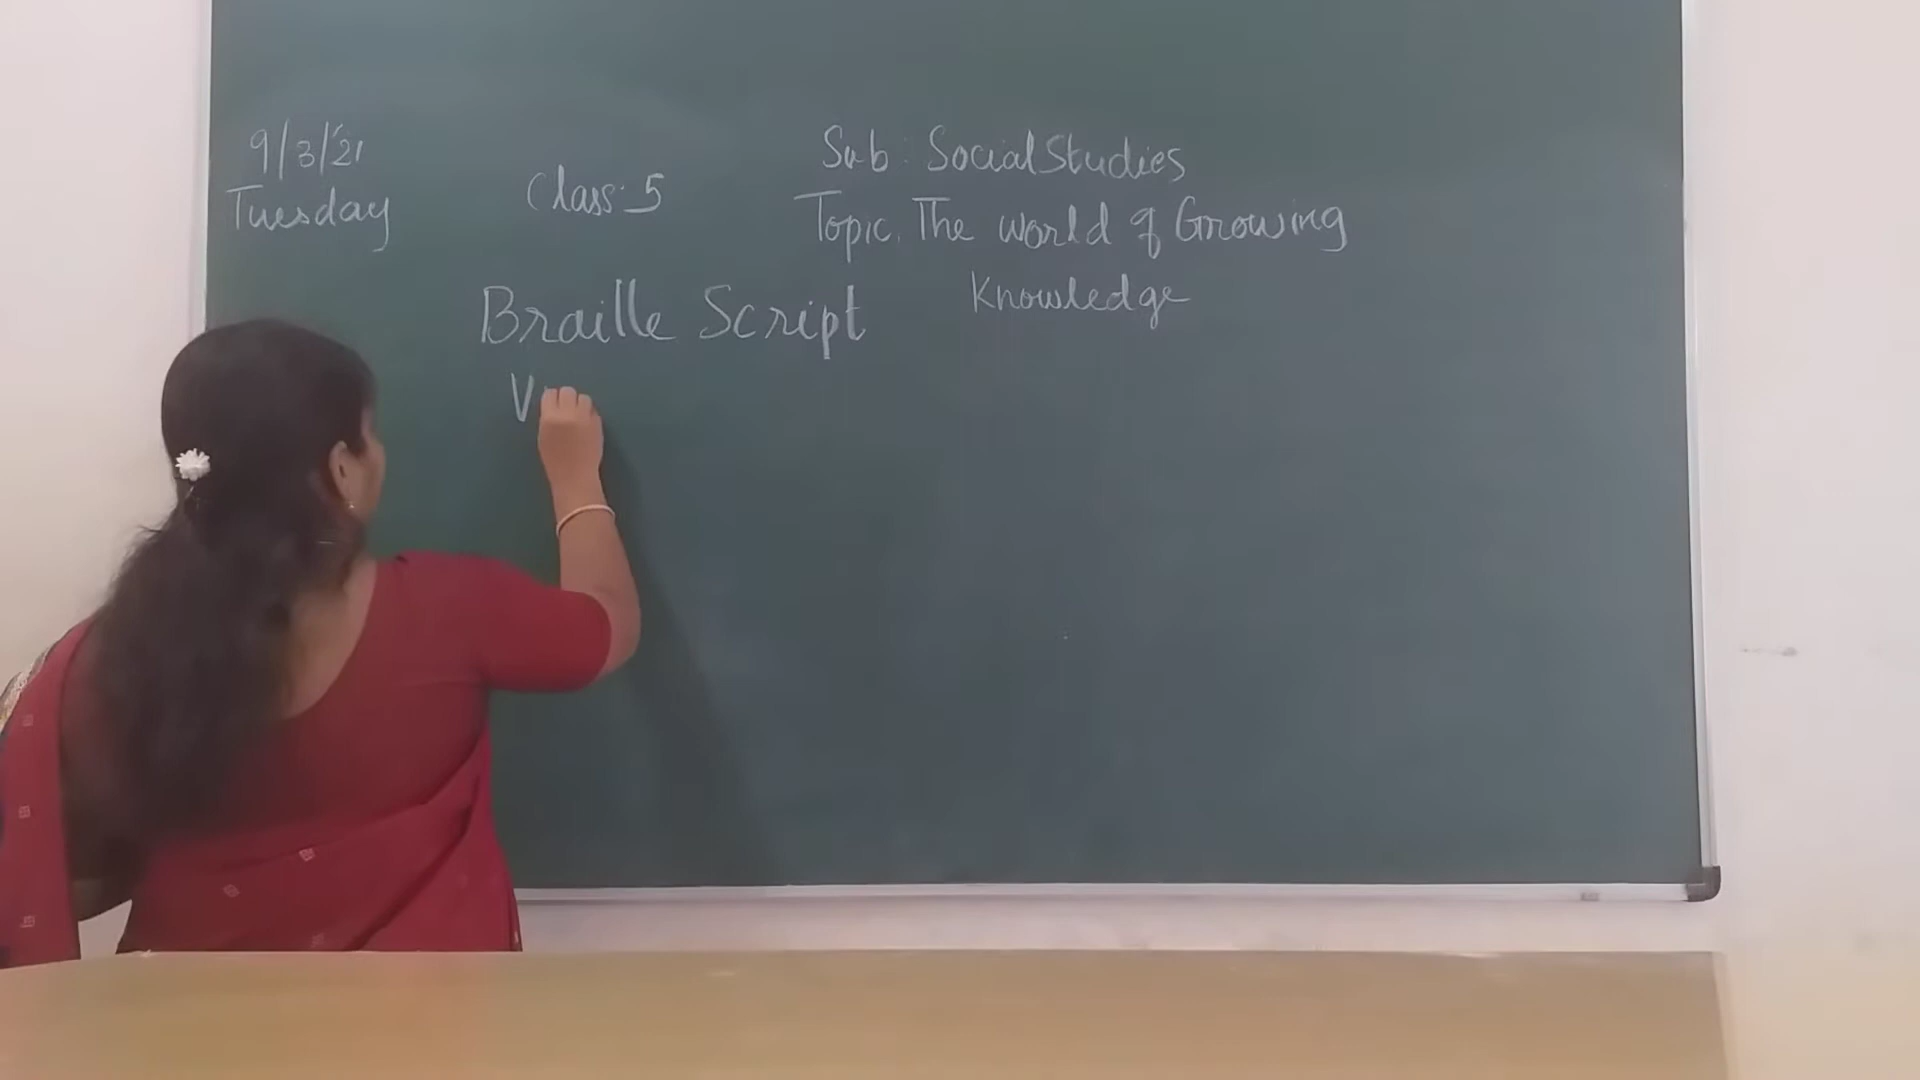 9/3/'21
Tuesday
Class: 5
Sub: Social Studies
Topic. The World of Growing
Knowledge
Braille Script
V